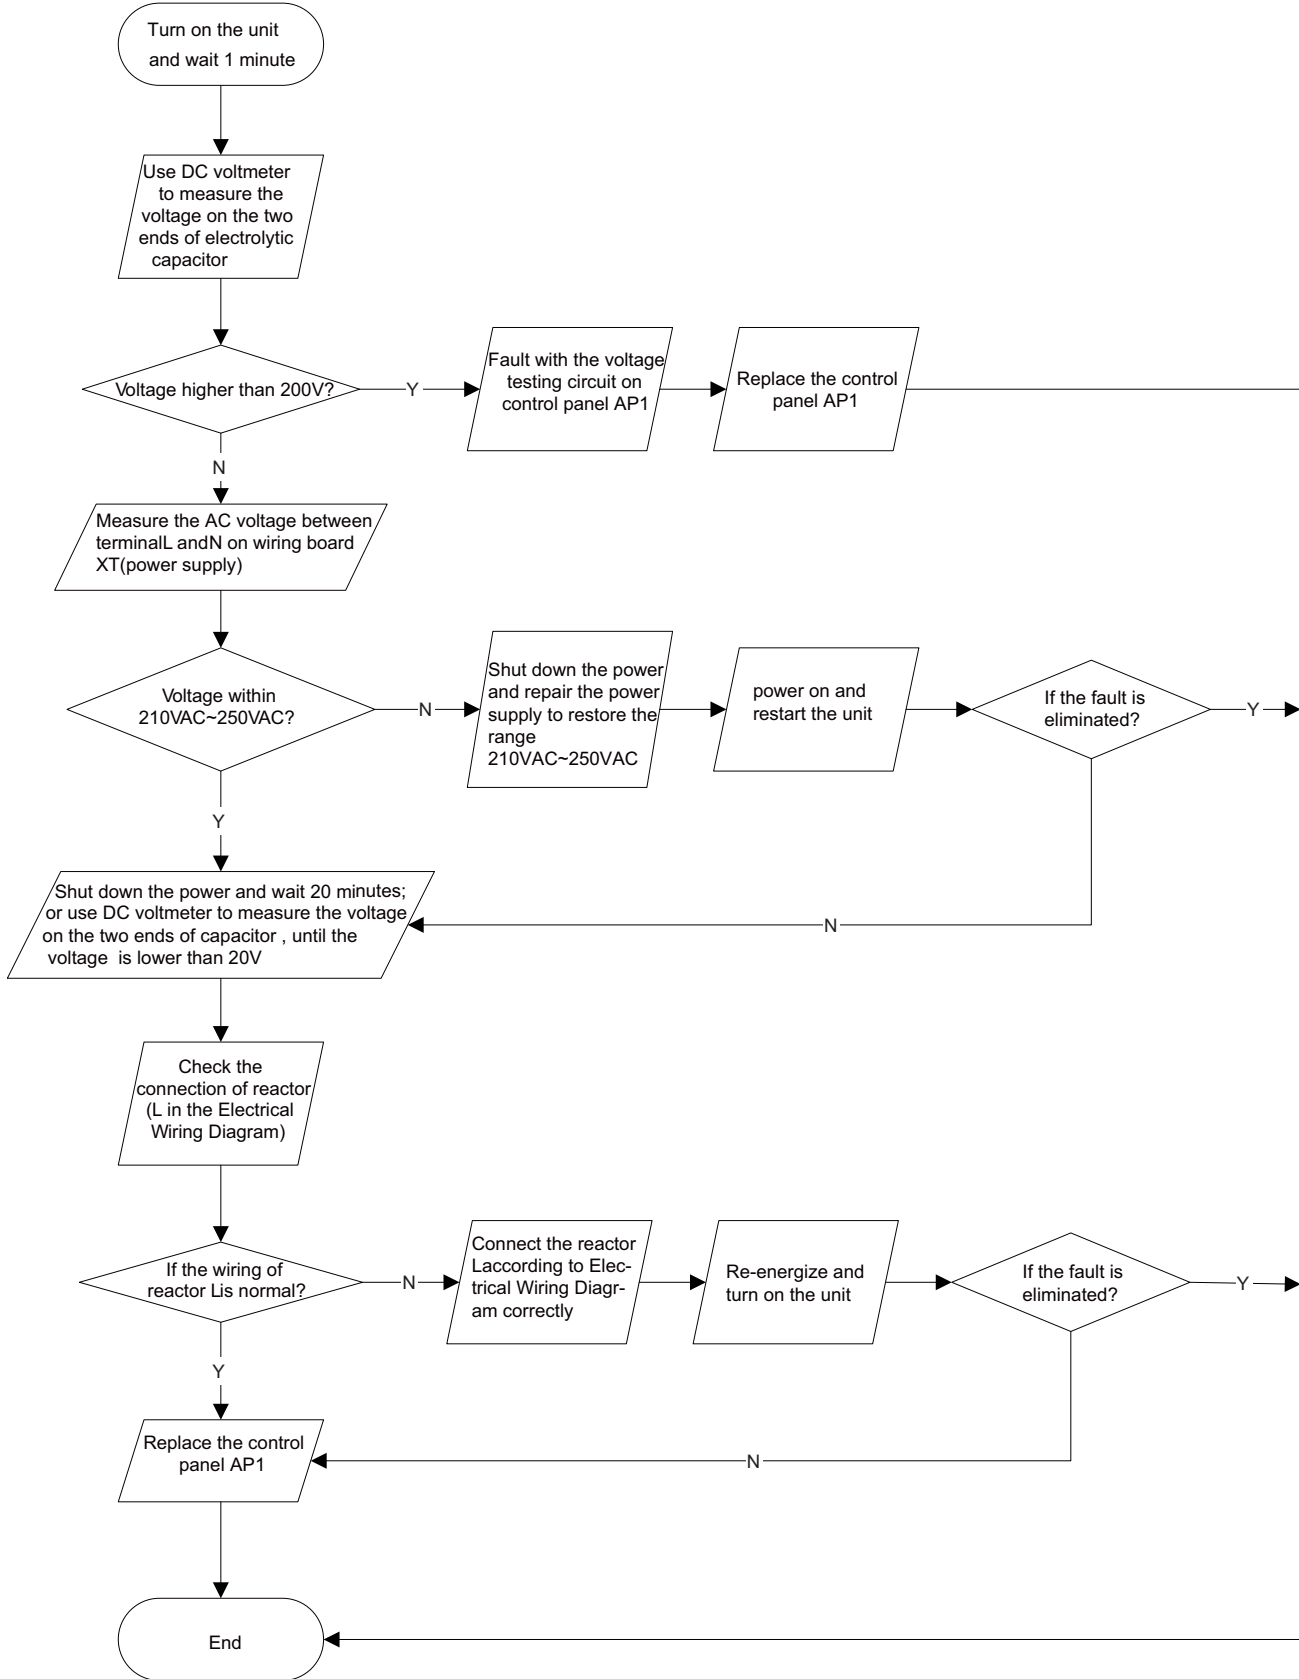 Turn on the unit
and wait 1 minute
Use DC voltmeter
to measure the
voltage on the two
ends of electrolytic
capacitor
Voltage higher than 200V?
Y
Fault with the voltage
testing circuit on
control panel AP1
Replace the control
panel AP1
N
Measure the AC voltage between
terminalL andN on wiring board
XT(power supply)
Voltage within
210VAC~250VAC?
N
Shut down the power
and repair the power
supply to restore the
range
210VAC~250VAC
power on and
restart the unit
If the fault is
eliminated?
Y
Y
N
Shut down the power and wait 20 minutes;
or use DC voltmeter to measure the voltage
on the two ends of capacitor , until the
voltage is lower than 20V
Check the
connection of reactor
(L in the Electrical
Wiring Diagram)
If the wiring of
reactor Lis normal?
N
Connect the reactor
Laccording to Elec-
trical Wiring Diagr-
am correctly
Re-energize and
turn on the unit
If the fault is
eliminated?
Y
Y
N
Replace the control
panel AP1
End